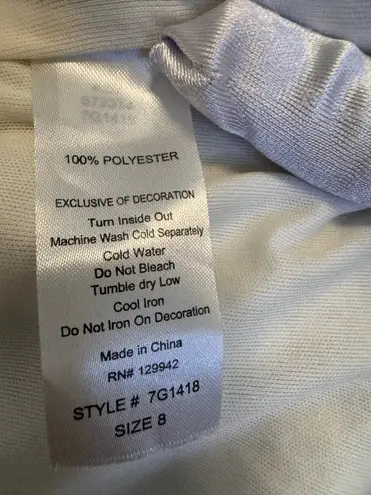 100% POLYESTER
EXCLUSIVE OF DECORATION
Turn Inside Out
Machine Wash Cold Separately
Cold Water
Do Not Bleach
Tumble dry Low
Cool Iron
Do Not Iron On Decoration
Made in China
RN# 129942
STYLE # 7G1418
SIZE 8